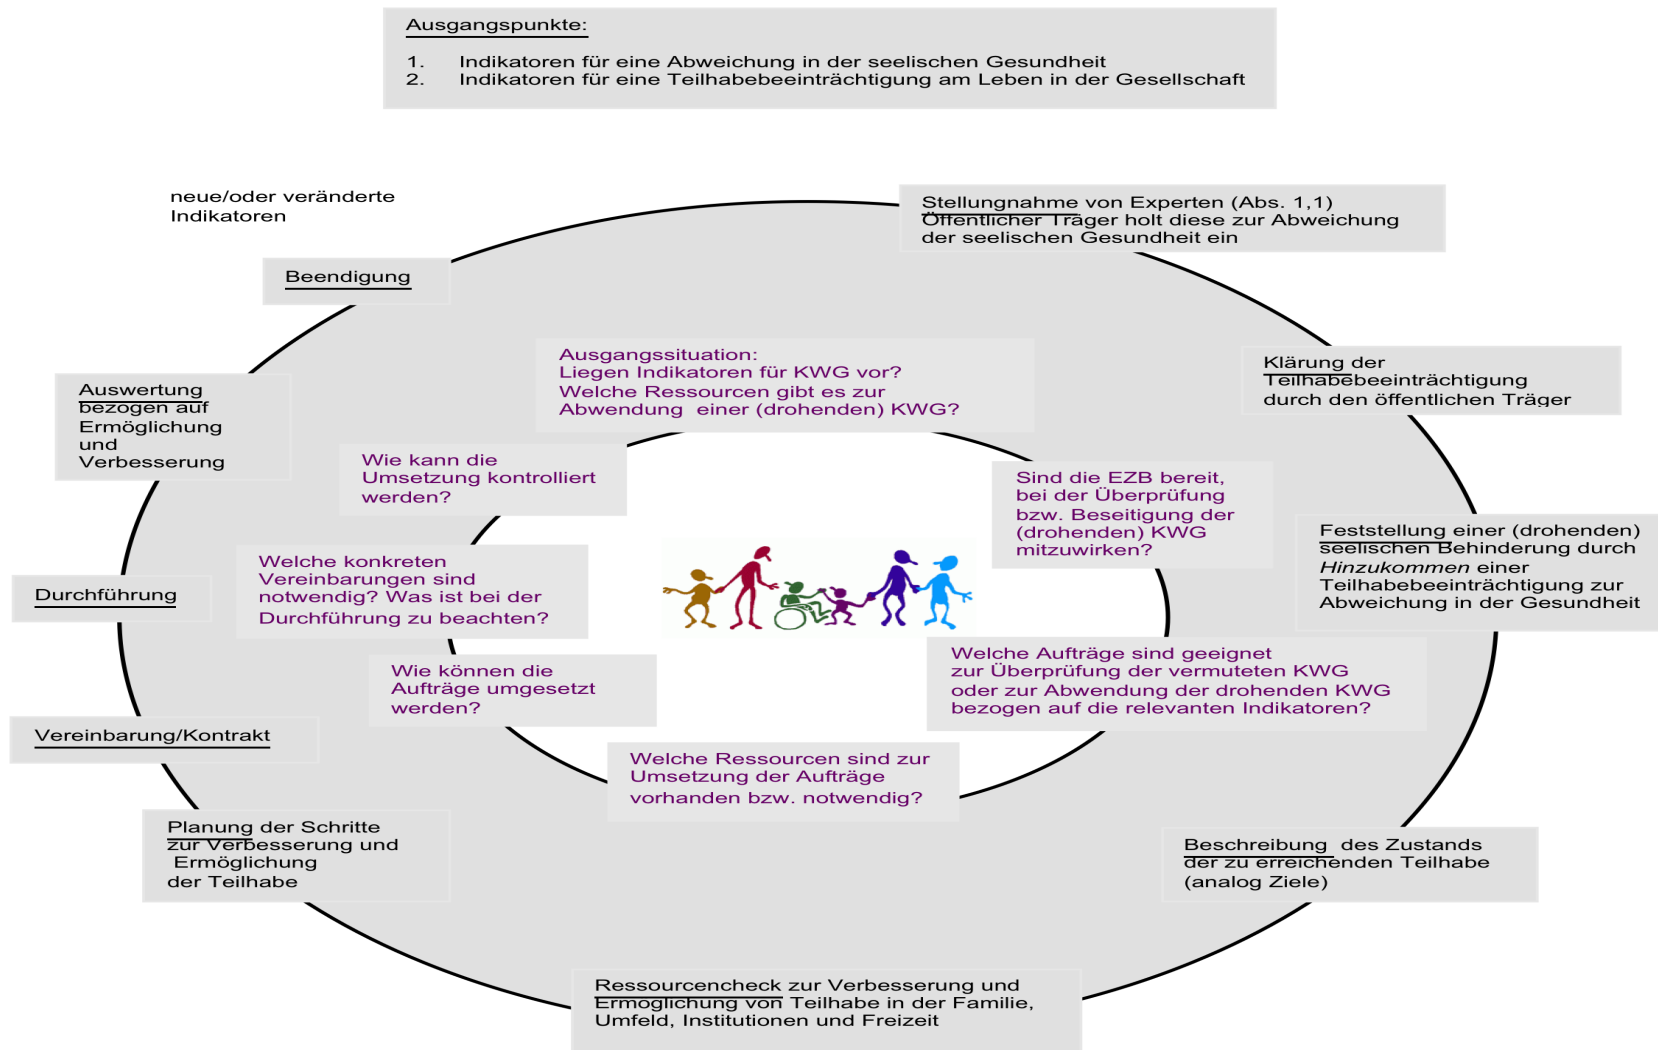 Ausgangspunkte:
1. Indikatoren für eine Abweichung in der seelischen Gesundheit
2. Indikatoren für eine Teilhabebeeinträchtigung am Leben in der Gesellschaft
neue/oder veränderte
Indikatoren
Stellungnahme von Experten (Abs. 1,1)
Öffentlicher Träger holt diese zur Abweichung
der seelischen Gesundheit ein
Klärung der
Teilhabebeeinträchtigung
durch den öffentlichen Träger
Feststellung einer (drohenden)
seelischen Behinderung durch
Hinzukommen einer
Teilhabebeeinträchtigung zur
Abweichung in der Gesundheit
Beschreibung des Zustands
der zu erreichenden Teilhabe
(analog Ziele)
Ressourcencheck zur Verbesserung und
Ermöglichung von Teilhabe in der Familie,
Umfeld, Institutionen und Freizeit
Planung der Schritte
zur Verbesserung und
Ermöglichung
der Teilhabe
Vereinbarung/Kontrakt
Durchführung
Auswertung
bezogen auf
Ermöglichung
und
Verbesserung
Beendigung
Ausgangssituation:
Liegen Indikatoren für KWG vor?
Welche Ressourcen gibt es zur
Abwendung einer (drohenden) KWG?
Sind die EZB bereit,
bei der Überprüfung
bzw. Beseitigung der
(drohenden) KWG
mitzuwirken?
Welche Aufträge sind geeignet
zur Überprüfung der vermuteten KWG
oder zur Abwendung der drohenden KWG
bezogen auf die relevanten Indikatoren?
Welche Ressourcen sind zur
Umsetzung der Aufträge
vorhanden bzw. notwendig?
Wie können die
Aufträge umgesetzt
werden?
Welche konkreten
Vereinbarungen sind
notwendig? Was ist bei der
Durchführung zu beachten?
Wie kann die
Umsetzung kontrolliert
werden?